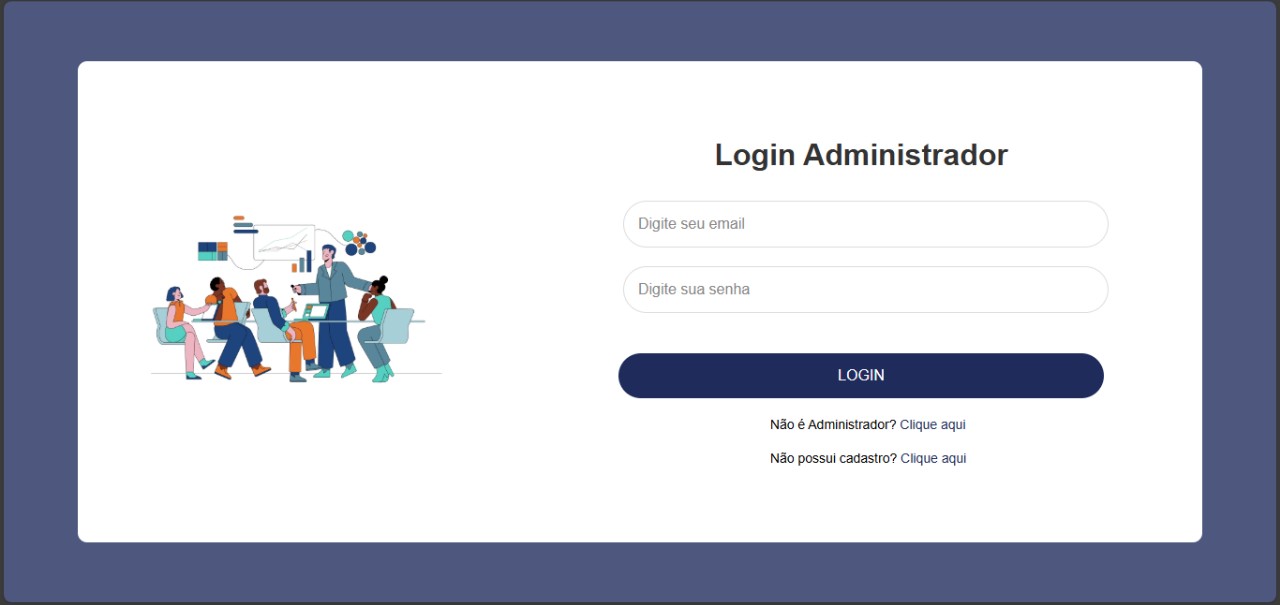 Login Administrador
Digite seu email
Digite sua senha
LOGIN
Não é Administrador? Clique aqui
Não possui cadastro? Clique aqui